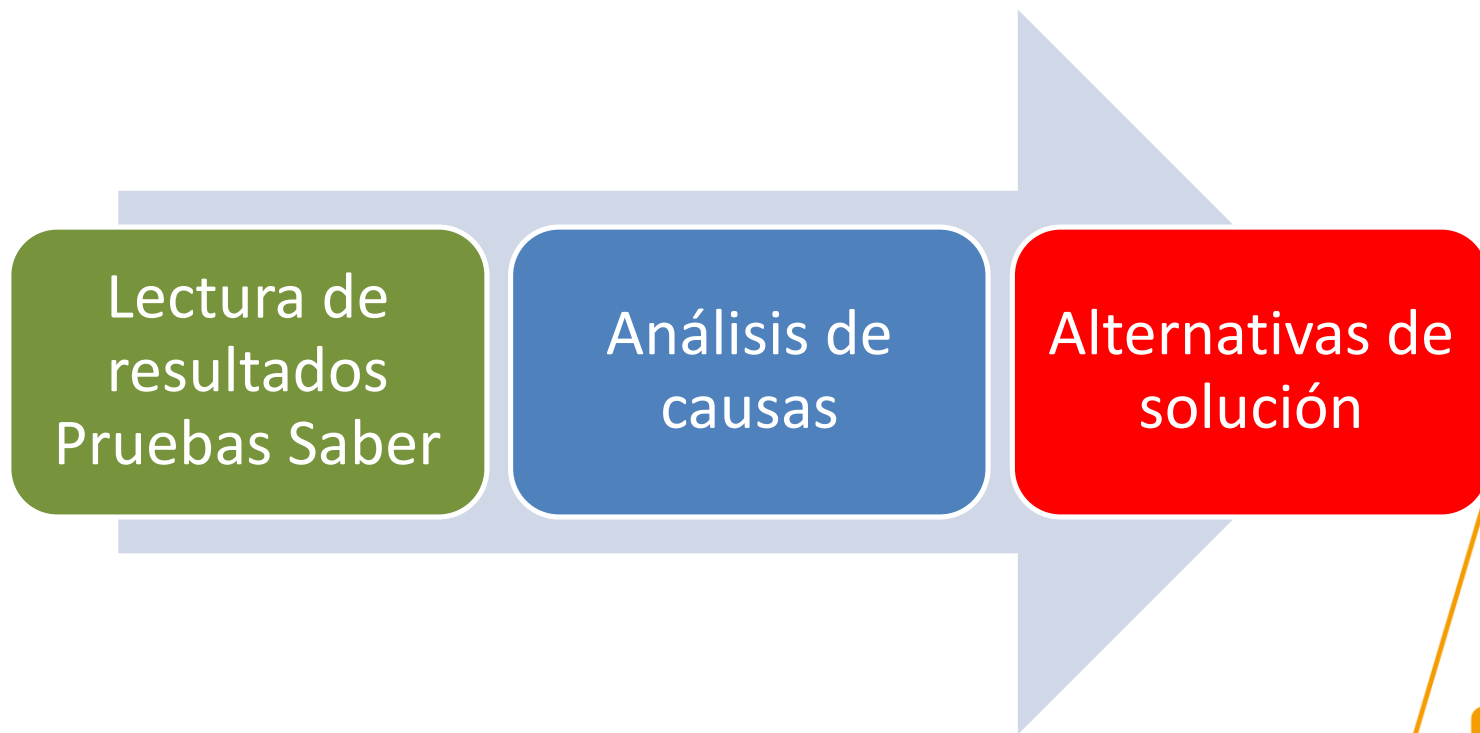 Lectura de
resultados
Pruebas Saber
Análisis de
causas
Alternativas de
solución